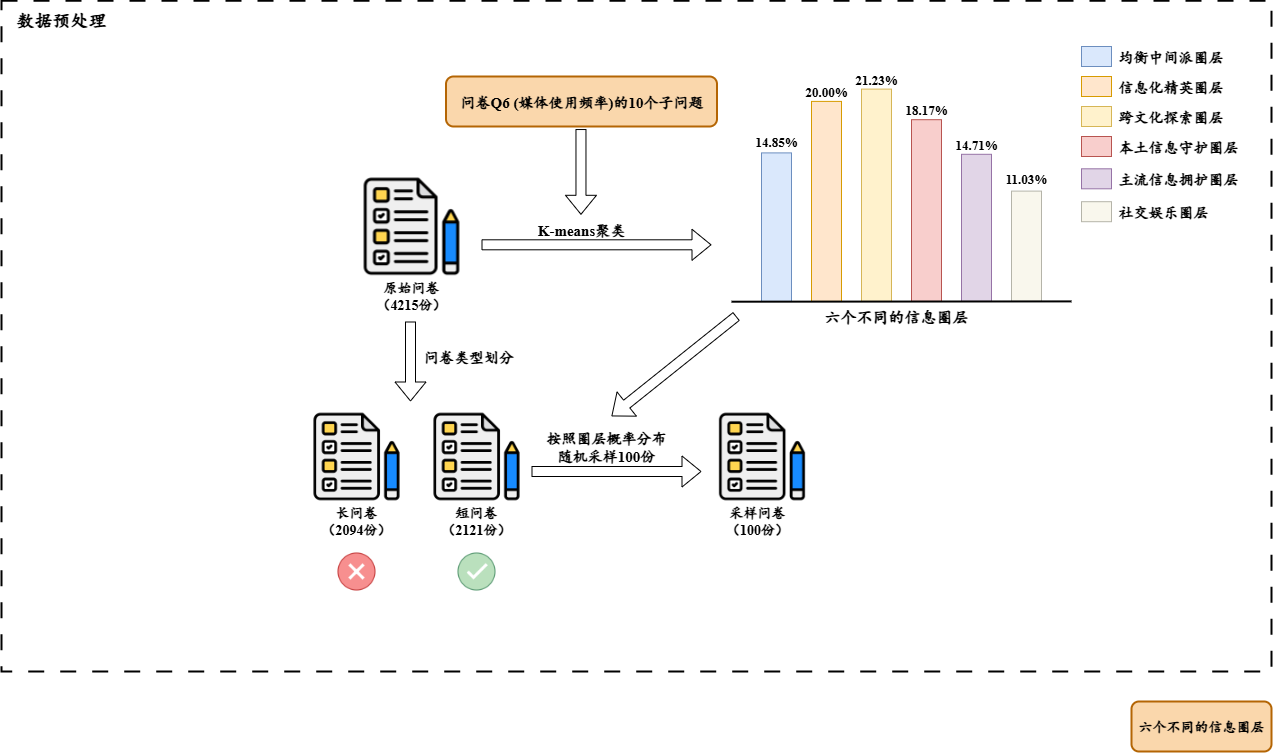 数据预处理
问卷Q6 (媒体使用频率)的10个子问题
K-means聚类
原始问卷
（4215份）
问卷类型划分
14.85%
20.00%
21.23%
18.17%
14.71%
11.03%
六个不同的信息圈层
均衡中间派圈层
信息化精英圈层
跨文化探索圈层
本土信息守护圈层
主流信息拥护圈层
社交娱乐圈层
按照圈层概率分布
随机采样100份
长问卷
（2094份）
短问卷
（2121份）
采样问卷
（100份）
六个不同的信息圈层